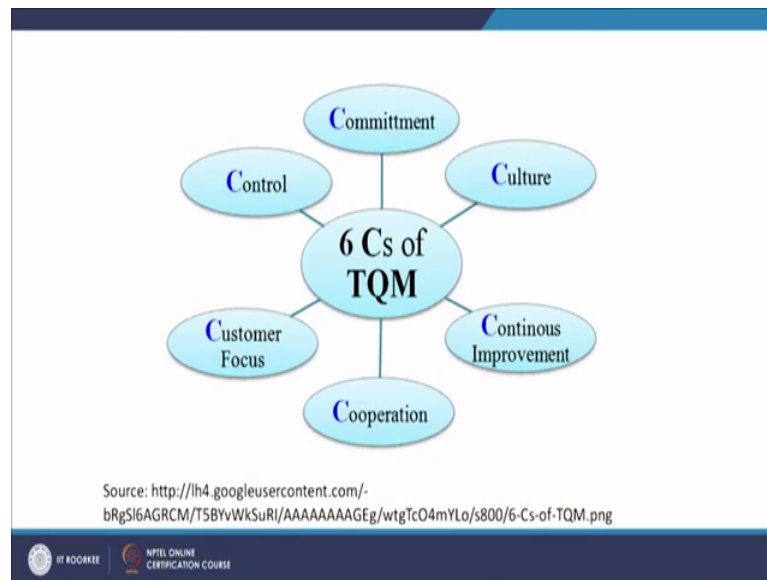 Committment
Control
Culture
6 Cs of
TQM
Customer
Focus
Continous
Improvement
Cooperation
Source: http://lh4.googleusercontent.com/-
bRgSl6AGRCM/T5BYvWkSuRI/AAAAAAAAGEg/wtgTcO4mYLo/s800/6-Cs-of-TQM.png
IIT ROORKEE
NPTEL ONLINE
CERTIFICATION COURSE